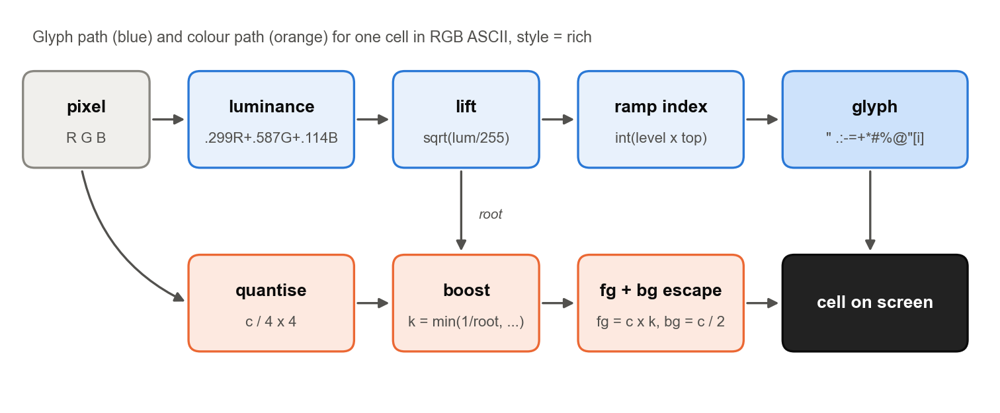 Glyph path (blue) and colour path (orange) for one cell in RGB ASCII, style = rich
pixel
R G B
luminance
.299R+.587G+.114B
lift
sqrt(lum/255)
ramp index
int(level x top)
glyph
" .:-=+*#%@"[i]
root
quantise
c / 4 x 4
boost
k = min(1/root, ...)
fg + bg escape
fg = c x k, bg = c / 2
cell on screen